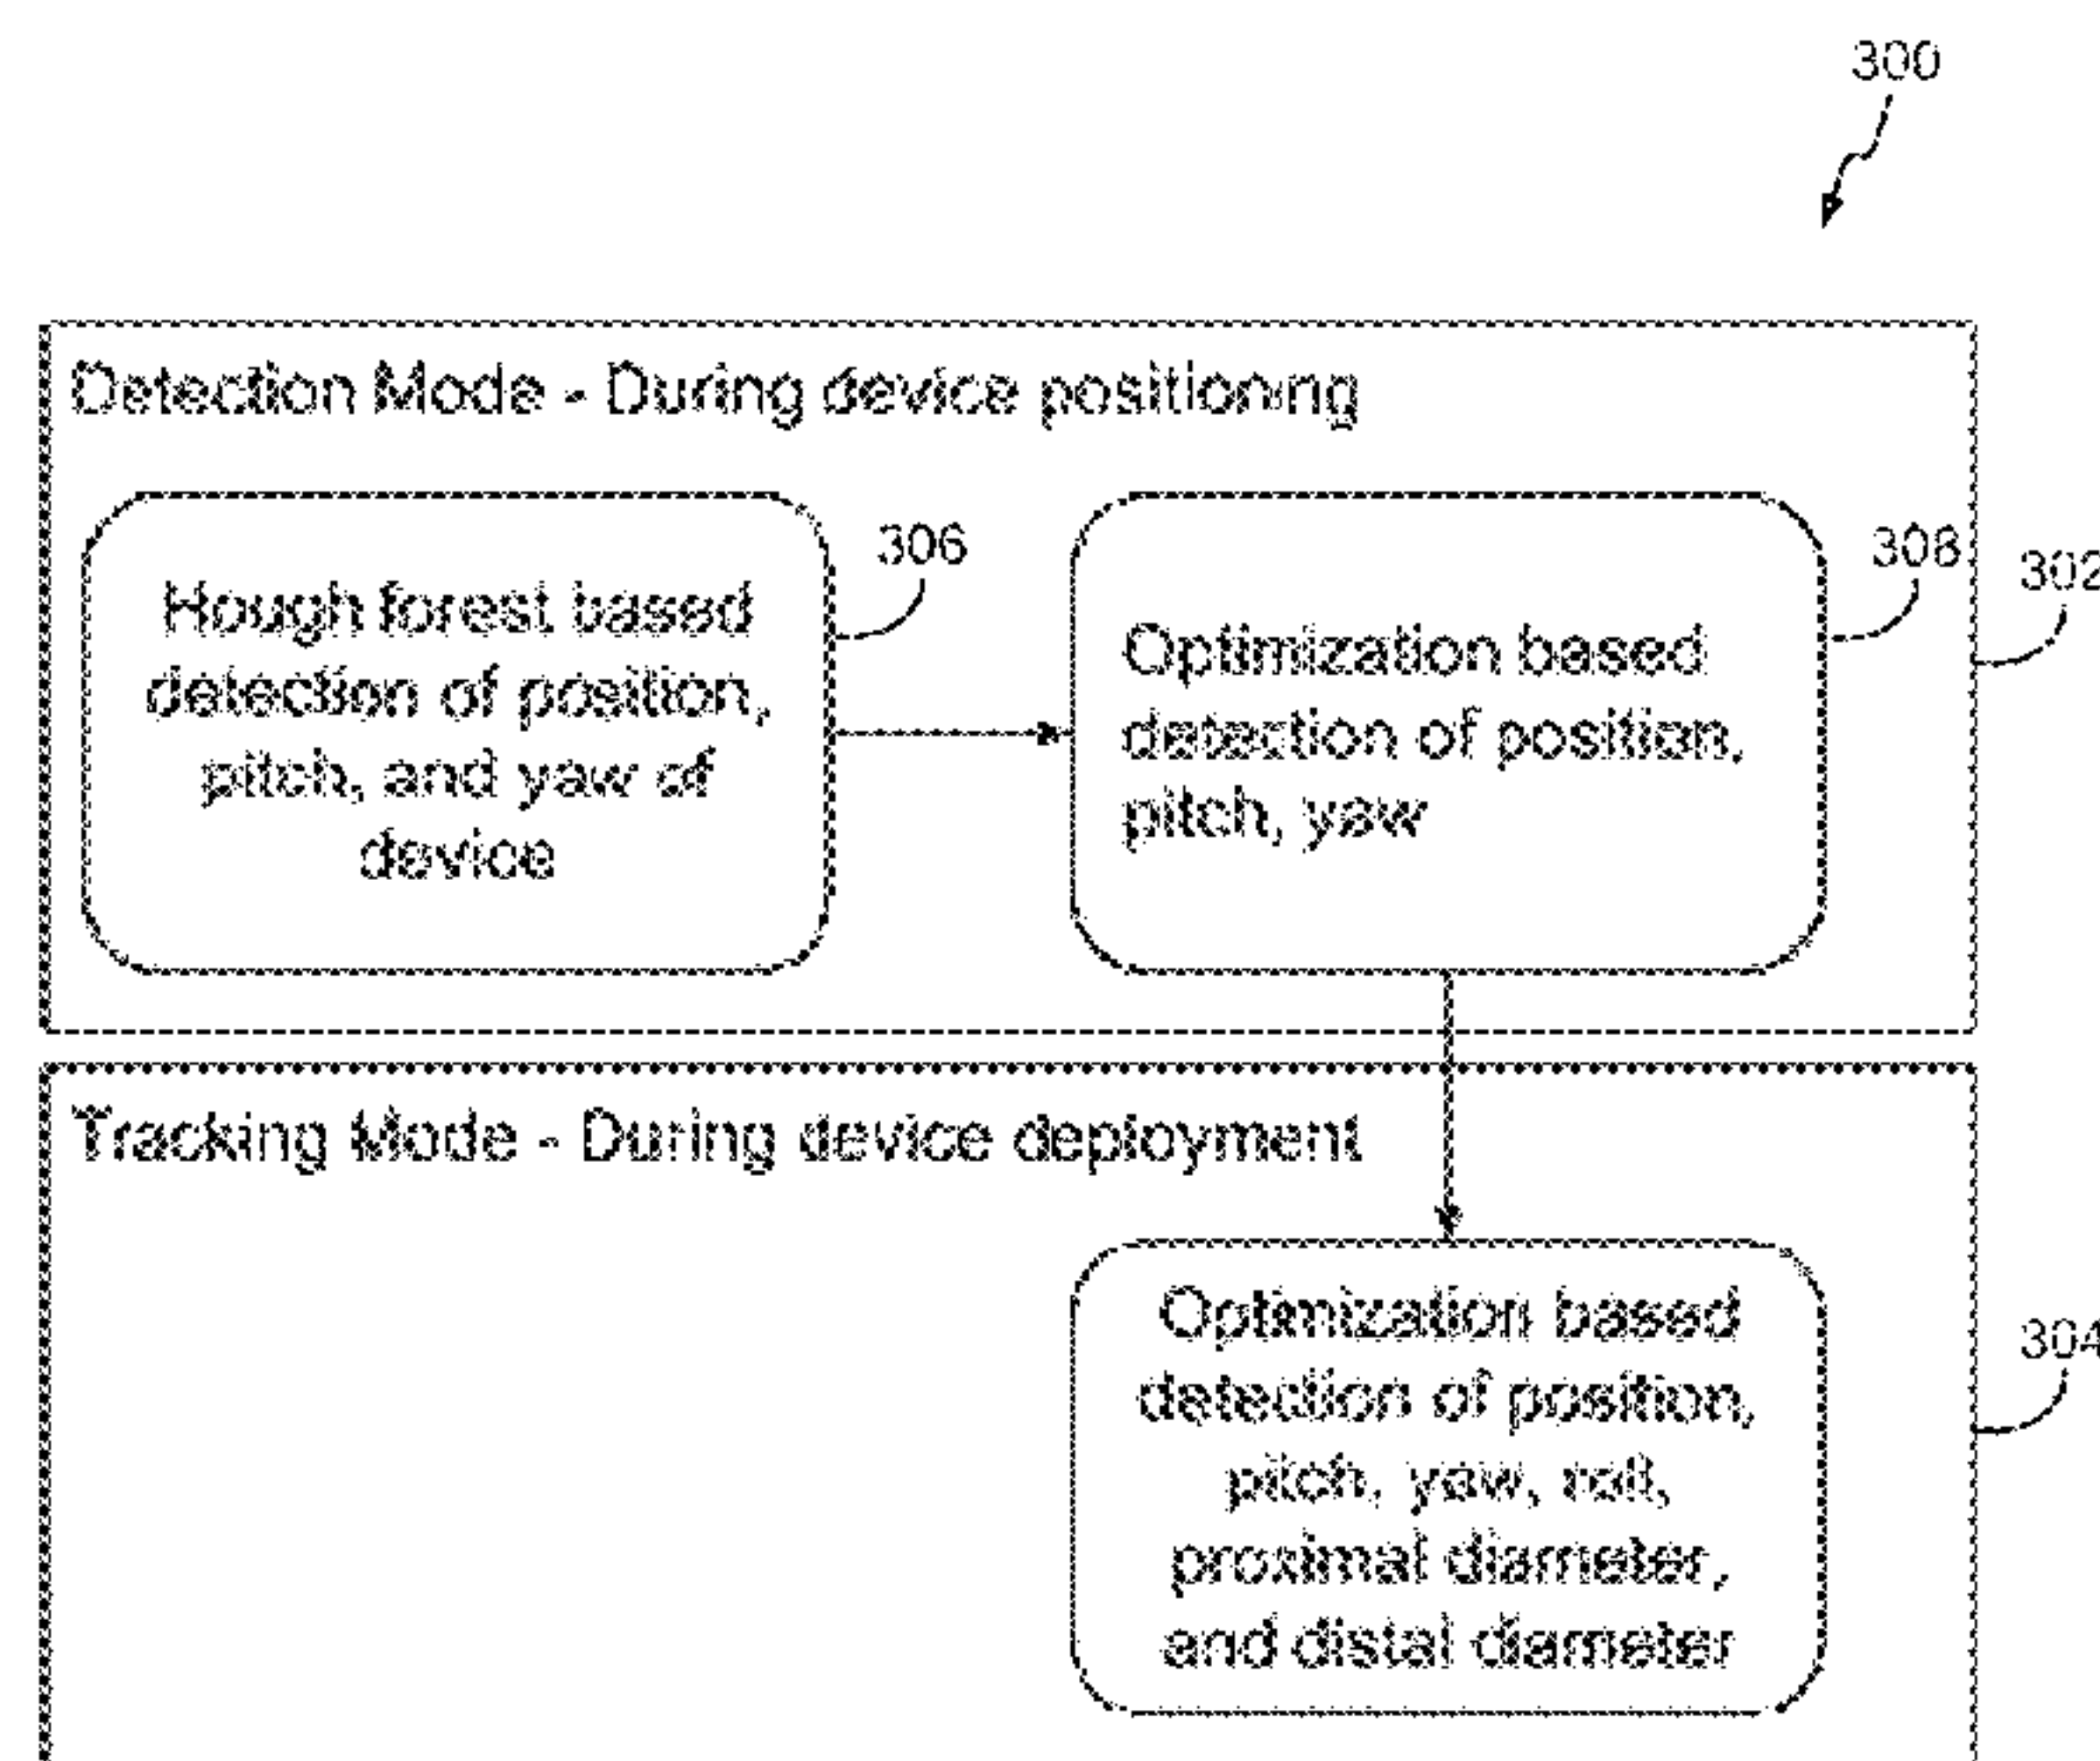 300
Detection Mode - During device positioning
306
308
302
Hough forest based
detection of position,
pitch, and yaw of
device
Optimization based
detection of position,
pitch, yaw
Tracking Mode - During device deployment
304
Optimization based
detection of position,
pitch, yaw, roll,
proximal diameter,
and distal diameter